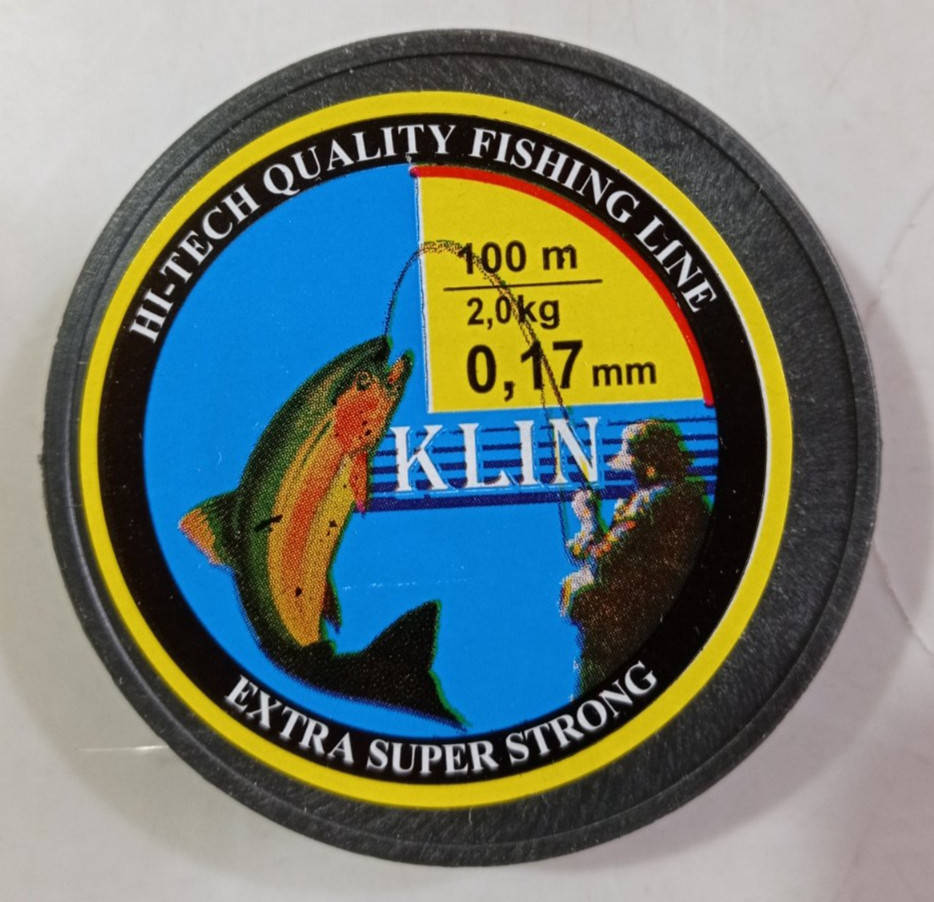 HI-TECH QUALITY FISHING LINE
100 m
2,0kg
0,17 mm
KLIN
EXTRA SUPER STRONG